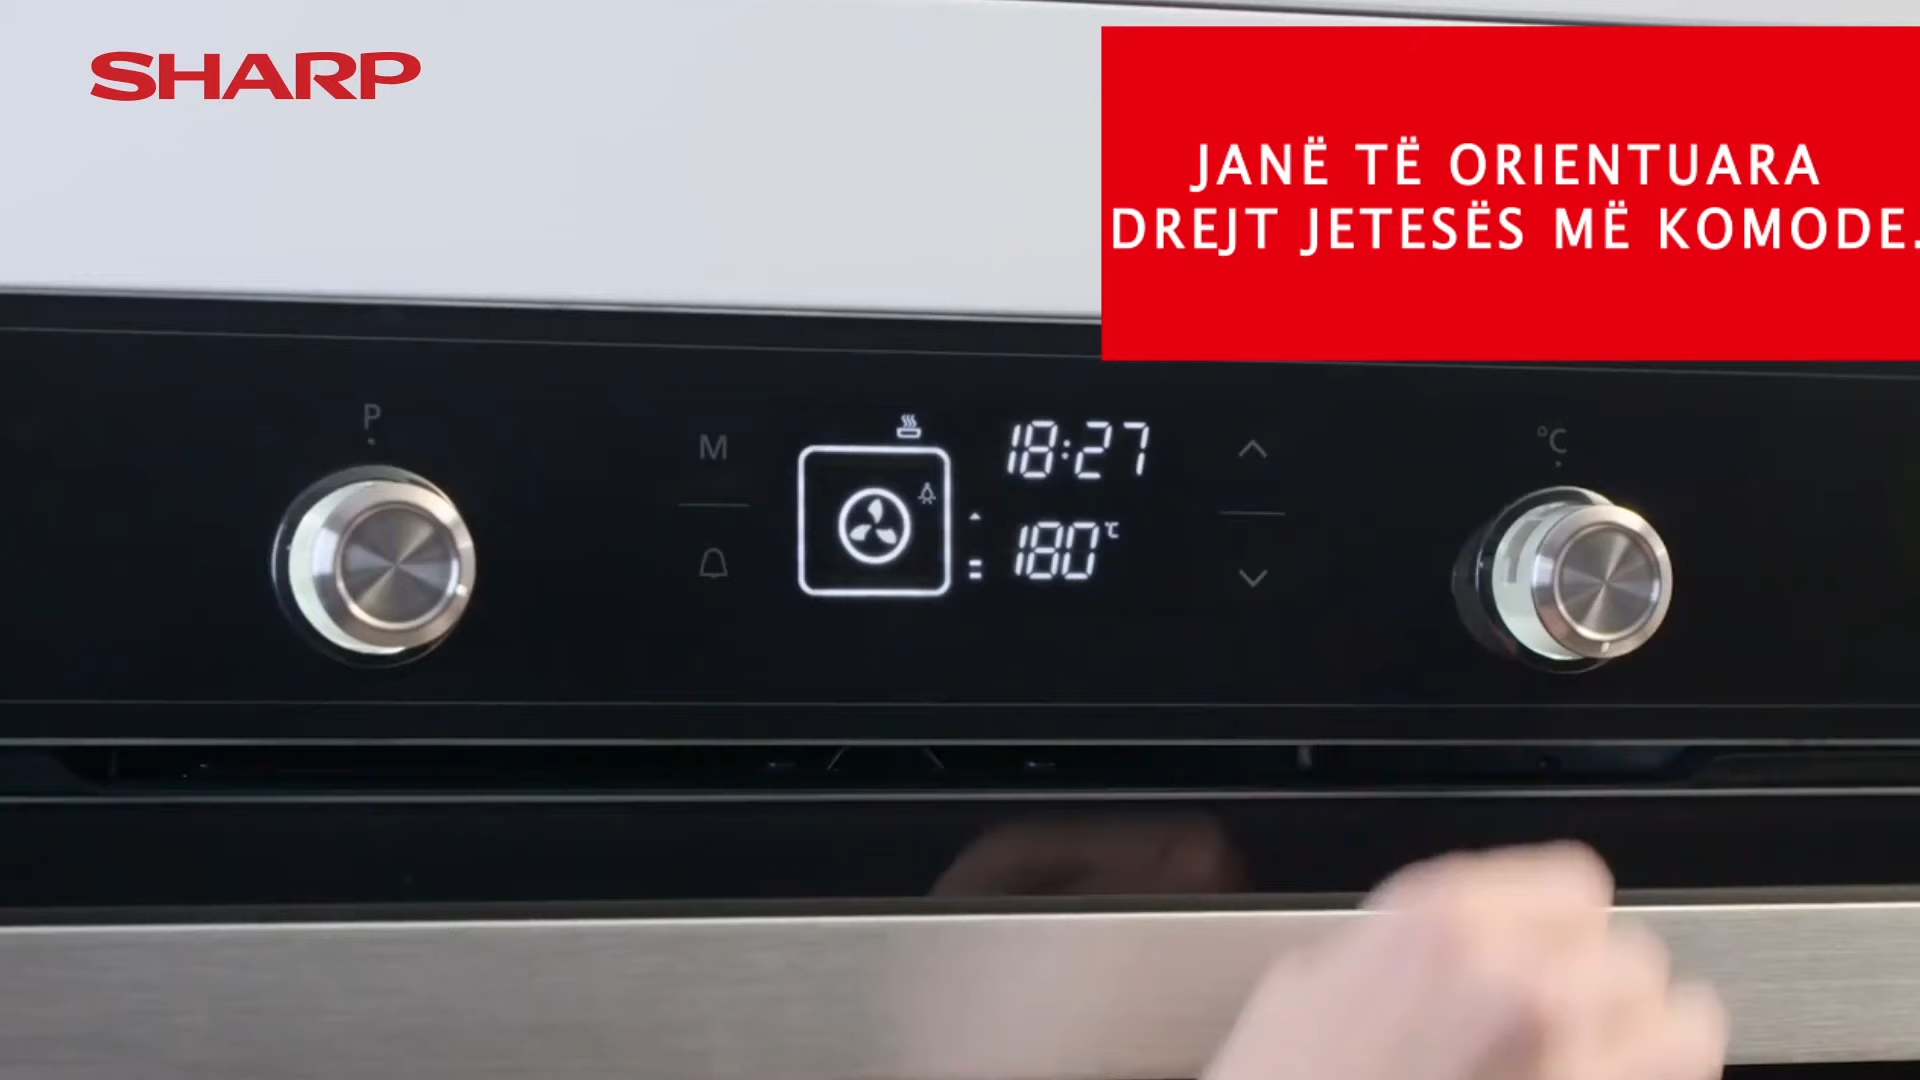 SHARP
JANË TË ORIENTUARA
DREJT JETESËS MË KOMODE.
P
M
18:27
180°C
°C